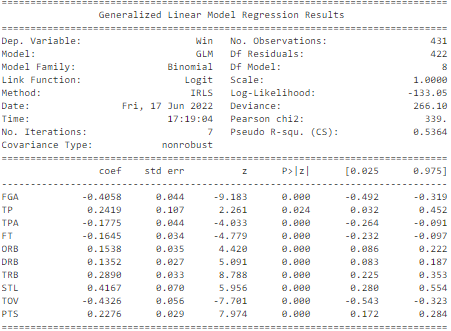 Generalized Linear Model Regression Results
Dep. Variable: Win No. Observations: 431
Model: GLM Df Residuals: 422
Model Family: Binomial Df Model: 8
Link Function: Logit Scale: 1.0000
Method: IRLS Log-Likelihood: -133.05
Date: Fri, 17 Jun 2022 Deviance: 266.10
Time: 17:19:04 Pearson chi2: 339.
No. Iterations: 7 Pseudo R-squ. (CS): 0.5364
Covariance Type: nonrobust
coef std err z P>|z| [0.025 0.975]
FGA -0.4058 0.044 -9.183 0.000 -0.492 -0.319
TP 0.2419 0.107 2.261 0.024 0.032 0.452
TPA -0.1775 0.044 -4.033 0.000 -0.264 -0.091
FT -0.1645 0.034 -4.779 0.000 -0.232 -0.097
ORB 0.1538 0.035 4.420 0.000 0.086 0.222
DRB 0.1352 0.027 5.091 0.000 0.083 0.187
TRB 0.2890 0.033 8.788 0.000 0.225 0.353
STL 0.4167 0.070 5.956 0.000 0.280 0.554
TOV -0.4326 0.056 -7.701 0.000 -0.543 -0.323
PTS 0.2276 0.029 7.974 0.000 0.172 0.284